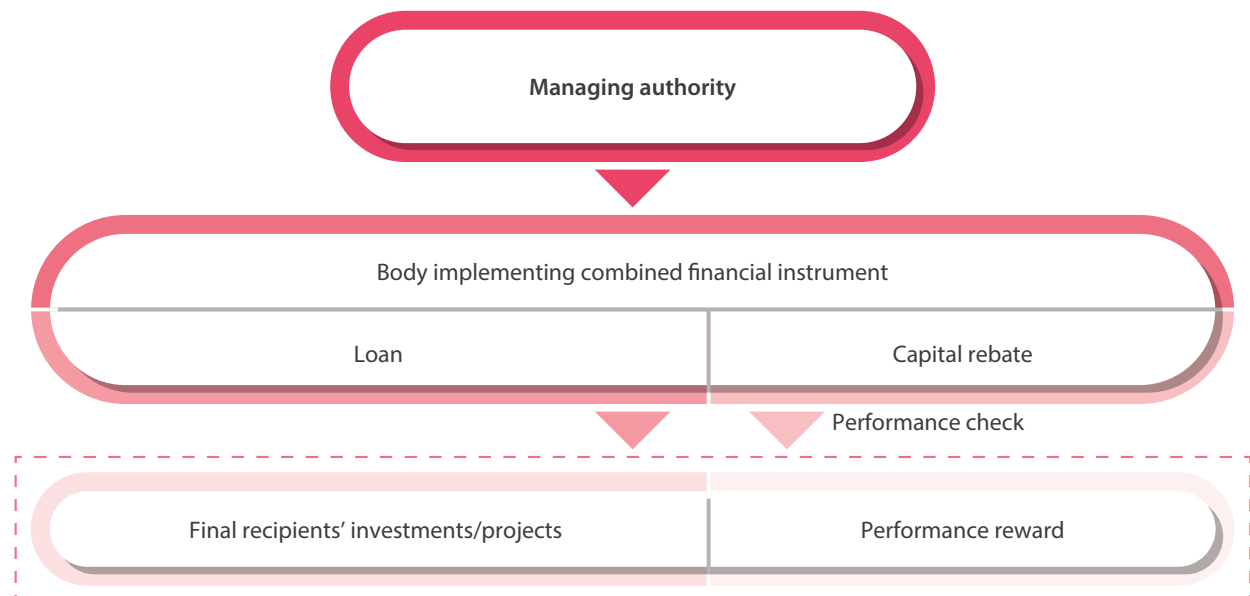 Managing authority
Body implementing combined financial instrument
Loan
Capital rebate
Performance check
Final recipients’ investments/projects
Performance reward